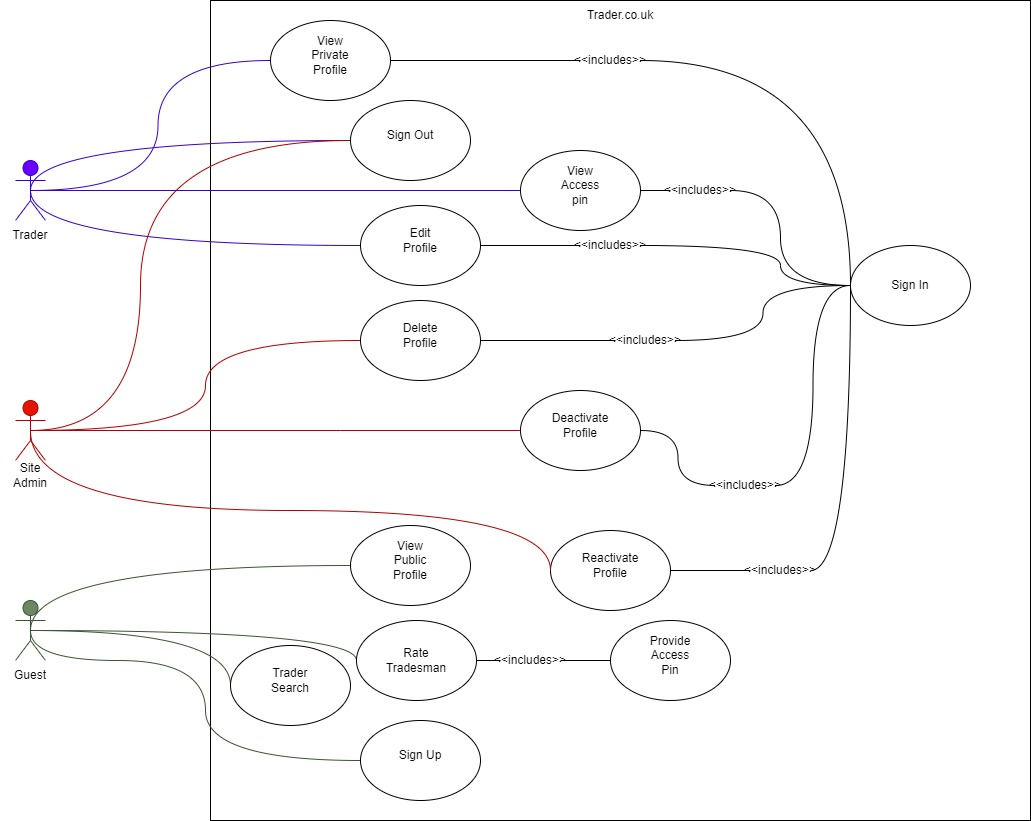 Trader.co.uk
View
Private
Profile
<<includes>>
Sign Out
View
Access
pin
<<includes>>
Trader
Edit
Profile
<<includes>>
Sign In
Delete
Profile
<<includes>>
Deactivate
Profile
Site
Admin
<<includes>>
View
Public
Profile
Reactivate
Profile
<<includes>>
Guest
Rate
Tradesman
<<includes>>
Provide
Access
Pin
Trader
Search
Sign Up